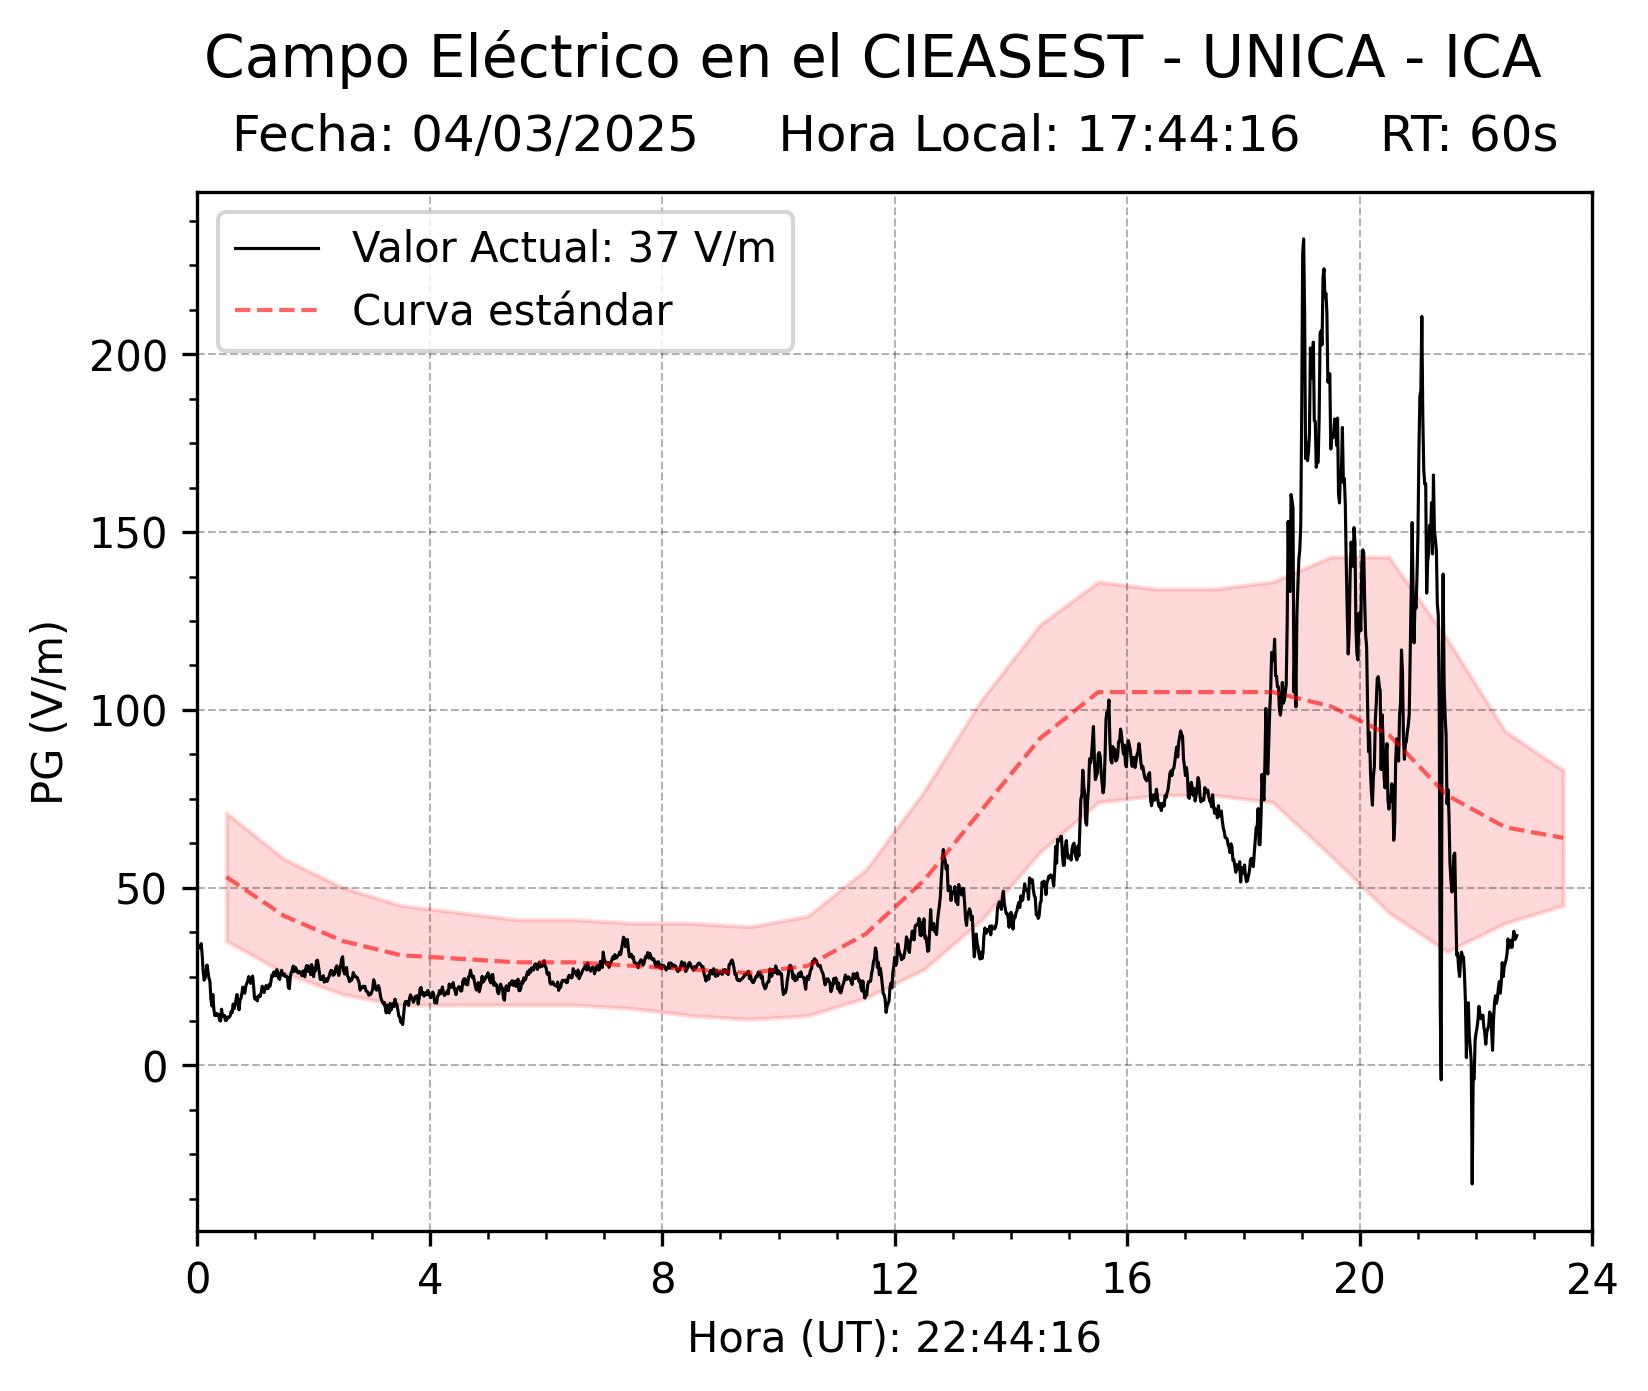 Campo Eléctrico en el CIEASEST - UNICA - ICA
Fecha: 04/03/2025 Hora Local: 17:44:16 RT: 60s
Valor Actual: 37 V/m
Curva estándar
200
150
100
50
0
PG (V/m)
0 4 8 12 16 20 24
Hora (UT): 22:44:16